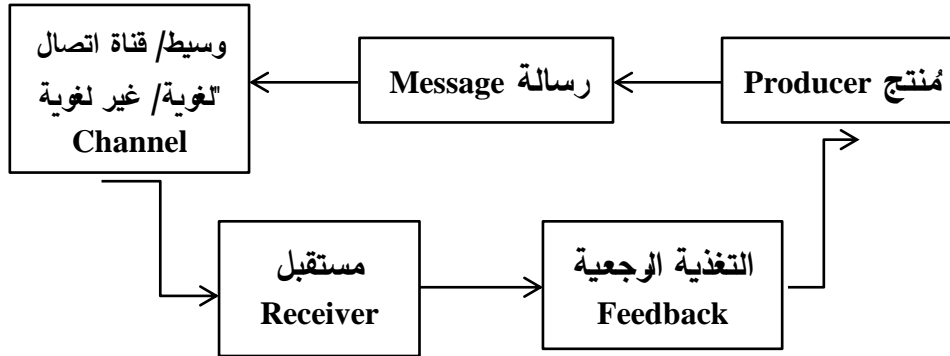 مُنتج Producer
رسالة Message
وسيط/ قناة اتصال
"لغوية/ غير لغوية
Channel
مستقبل
Receiver
التغذية الرجعية
Feedback